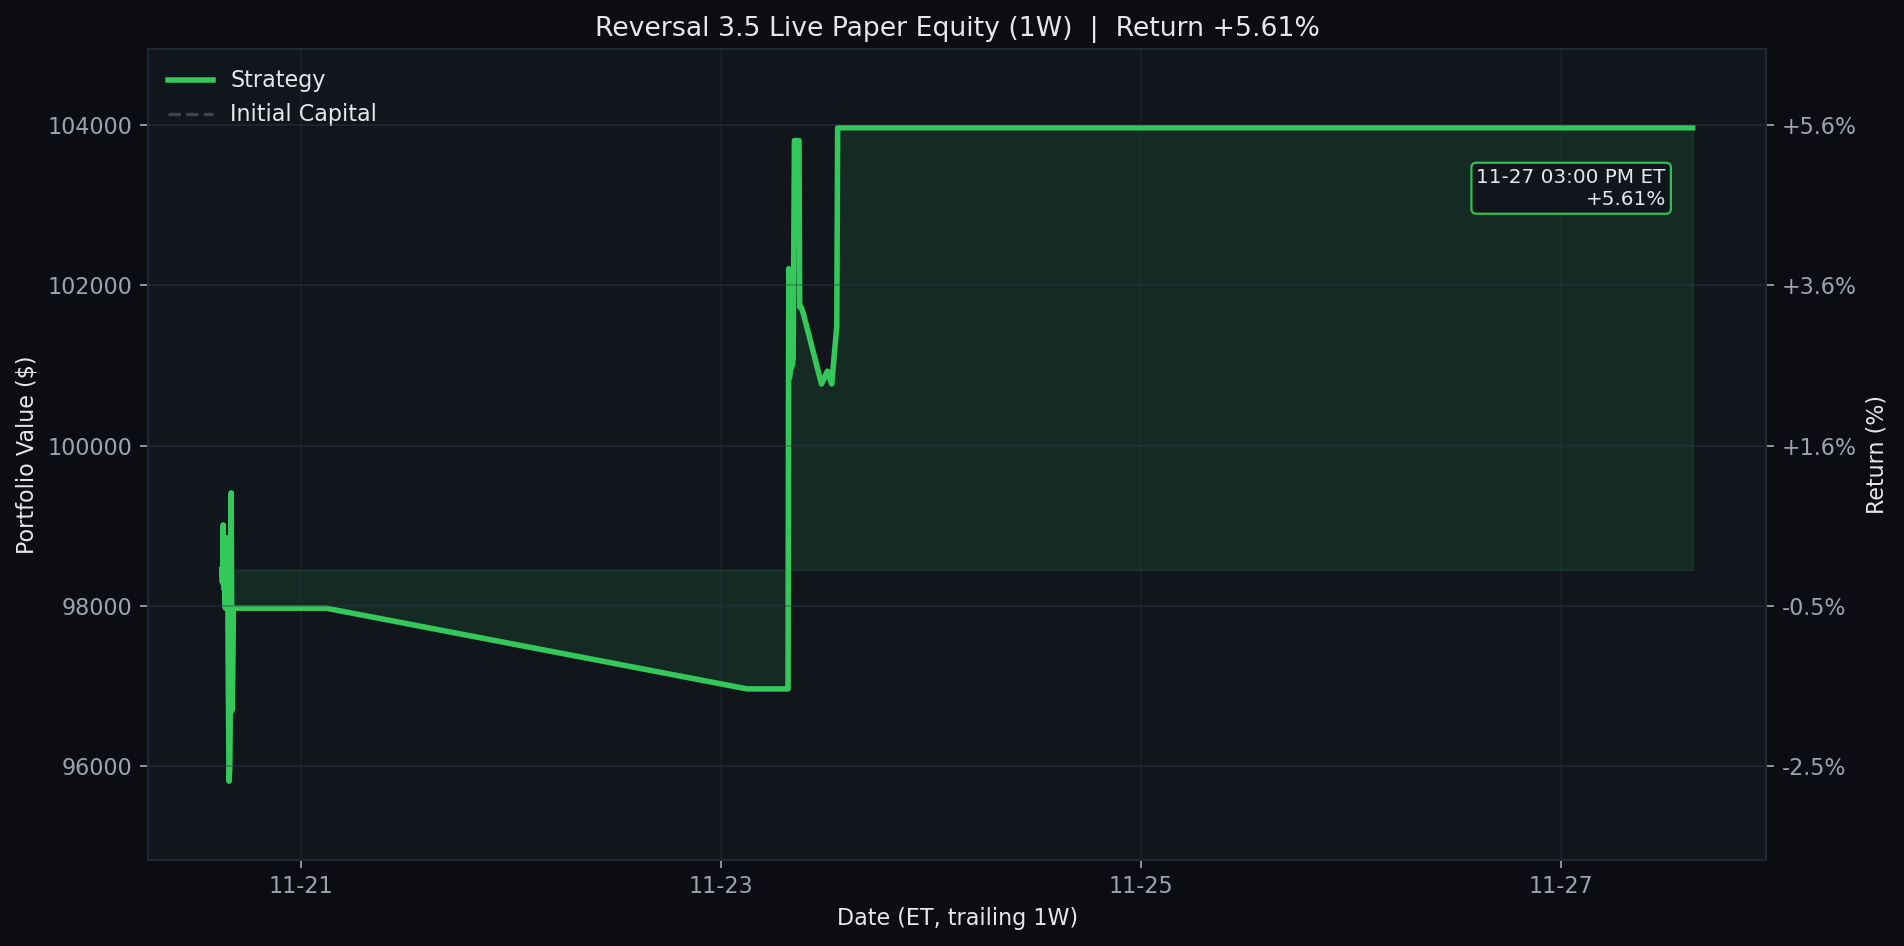 Reversal 3.5 Live Paper Equity (1W)  |  Return +5.61%
Strategy
Initial Capital
11-27 03:00 PM ET
+5.61%
Portfolio Value ($)
104000
102000
100000
98000
96000
+5.6%
+3.6%
+1.6%
-0.5%
-2.5%
Return (%)
11-21
11-23
11-25
11-27
Date (ET, trailing 1W)